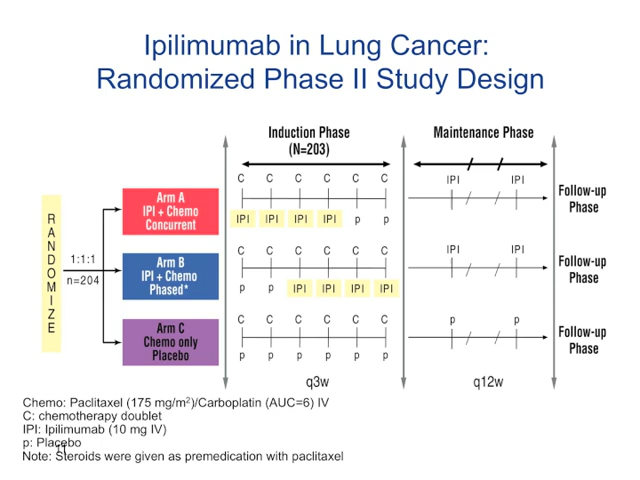 Ipilimumab in Lung Cancer:
Randomized Phase II Study Design
Induction Phase
(N=203)
Maintenance Phase
RANDOMIZE
1:1:1
n=204
Arm A
IPI + Chemo
Concurrent
C C C C C C
IPI IPI IPI IPI p p
IPI IPI
Follow-up
Phase
Arm B
IPI + Chemo
Phased*
C C C C C C
p p IPI IPI IPI IPI
IPI IPI
Follow-up
Phase
Arm C
Chemo only
Placebo
C C C C C C
p p p p p p
p p
Follow-up
Phase
q3w
q12w
Chemo: Paclitaxel (175 mg/m²)/Carboplatin (AUC=6) IV
C: chemotherapy doublet
IPI: Ipilimumab (10 mg IV)
p: Placebo
11
Note: Steroids were given as premedication with paclitaxel